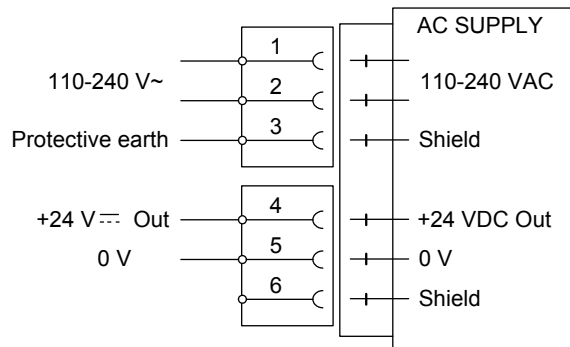 AC SUPPLY
1
110-240 V~
2
110-240 VAC
Protective earth
3
Shield
+24 V⎓ Out
4
+24 VDC Out
0 V
5
0 V
6
Shield